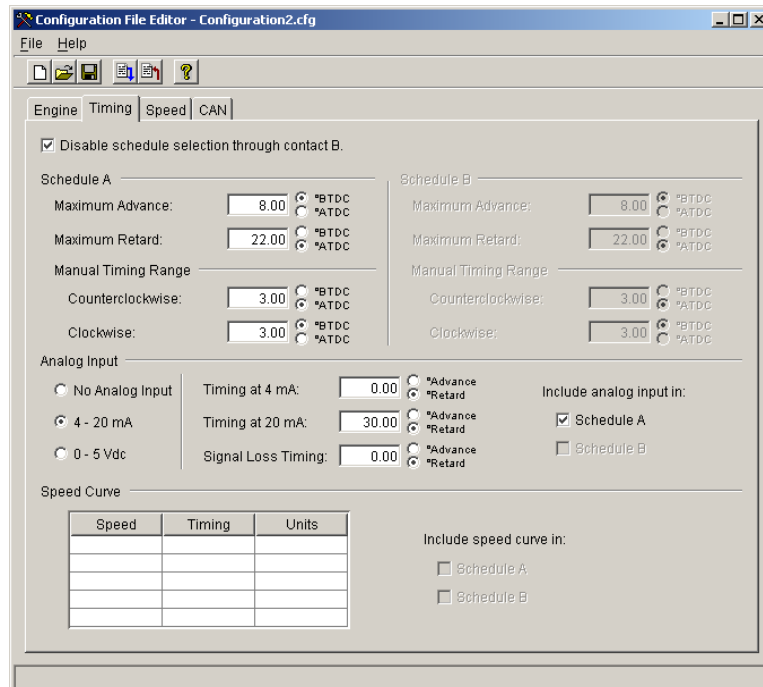 Configuration File Editor - Configuration2.cfg
File Help
Engine Timing Speed CAN
Disable schedule selection through contact B.
Schedule A
Maximum Advance: 8.00 °BTDC °ATDC
Maximum Retard: 22.00 °BTDC °ATDC
Manual Timing Range
Counterclockwise: 3.00 °BTDC °ATDC
Clockwise: 3.00 °BTDC °ATDC
Schedule B
Maximum Advance: 8.00 °BTDC °ATDC
Maximum Retard: 22.00 °BTDC °ATDC
Manual Timing Range
Counterclockwise: 3.00 °BTDC °ATDC
Clockwise: 3.00 °BTDC °ATDC
Analog Input
No Analog Input
4 - 20 mA
0 - 5 Vdc
Timing at 4 mA: 0.00 °Advance °Retard
Timing at 20 mA: 30.00 °Advance °Retard
Signal Loss Timing: 0.00 °Advance °Retard
Include analog input in:
Schedule A
Schedule B
Speed Curve
Speed Timing Units
Include speed curve in:
Schedule A
Schedule B